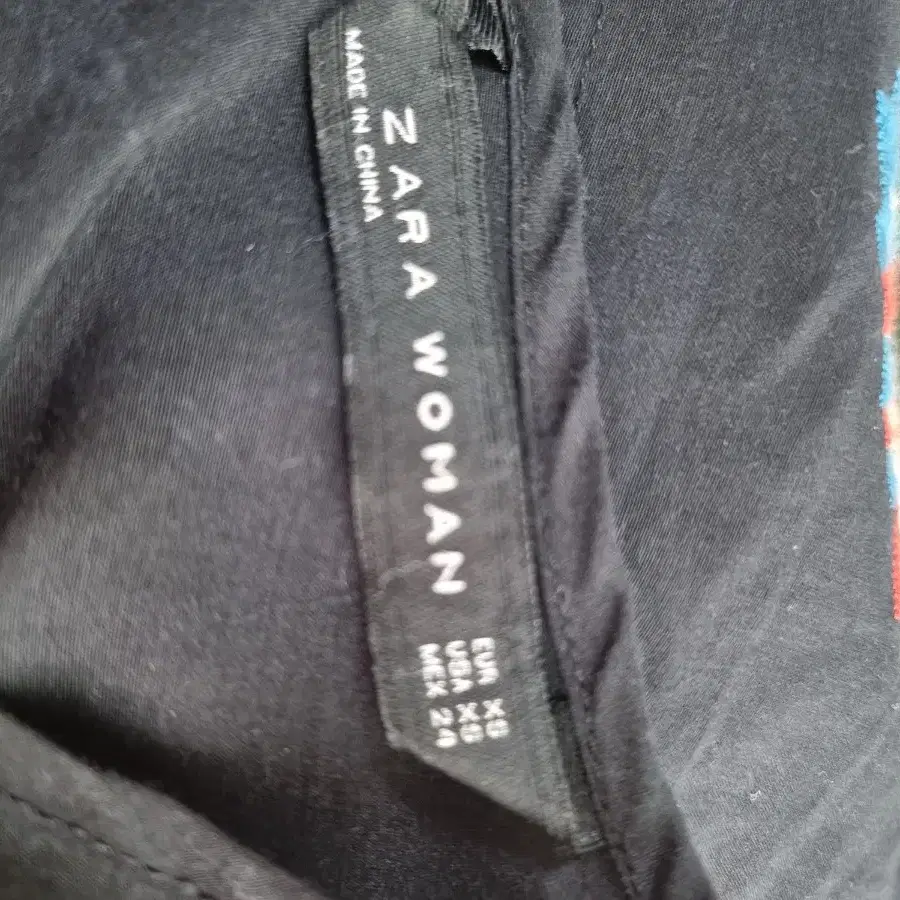 ZARA WOMAN
MADE IN CHINA
EUR XS
USA XS
MEX 24